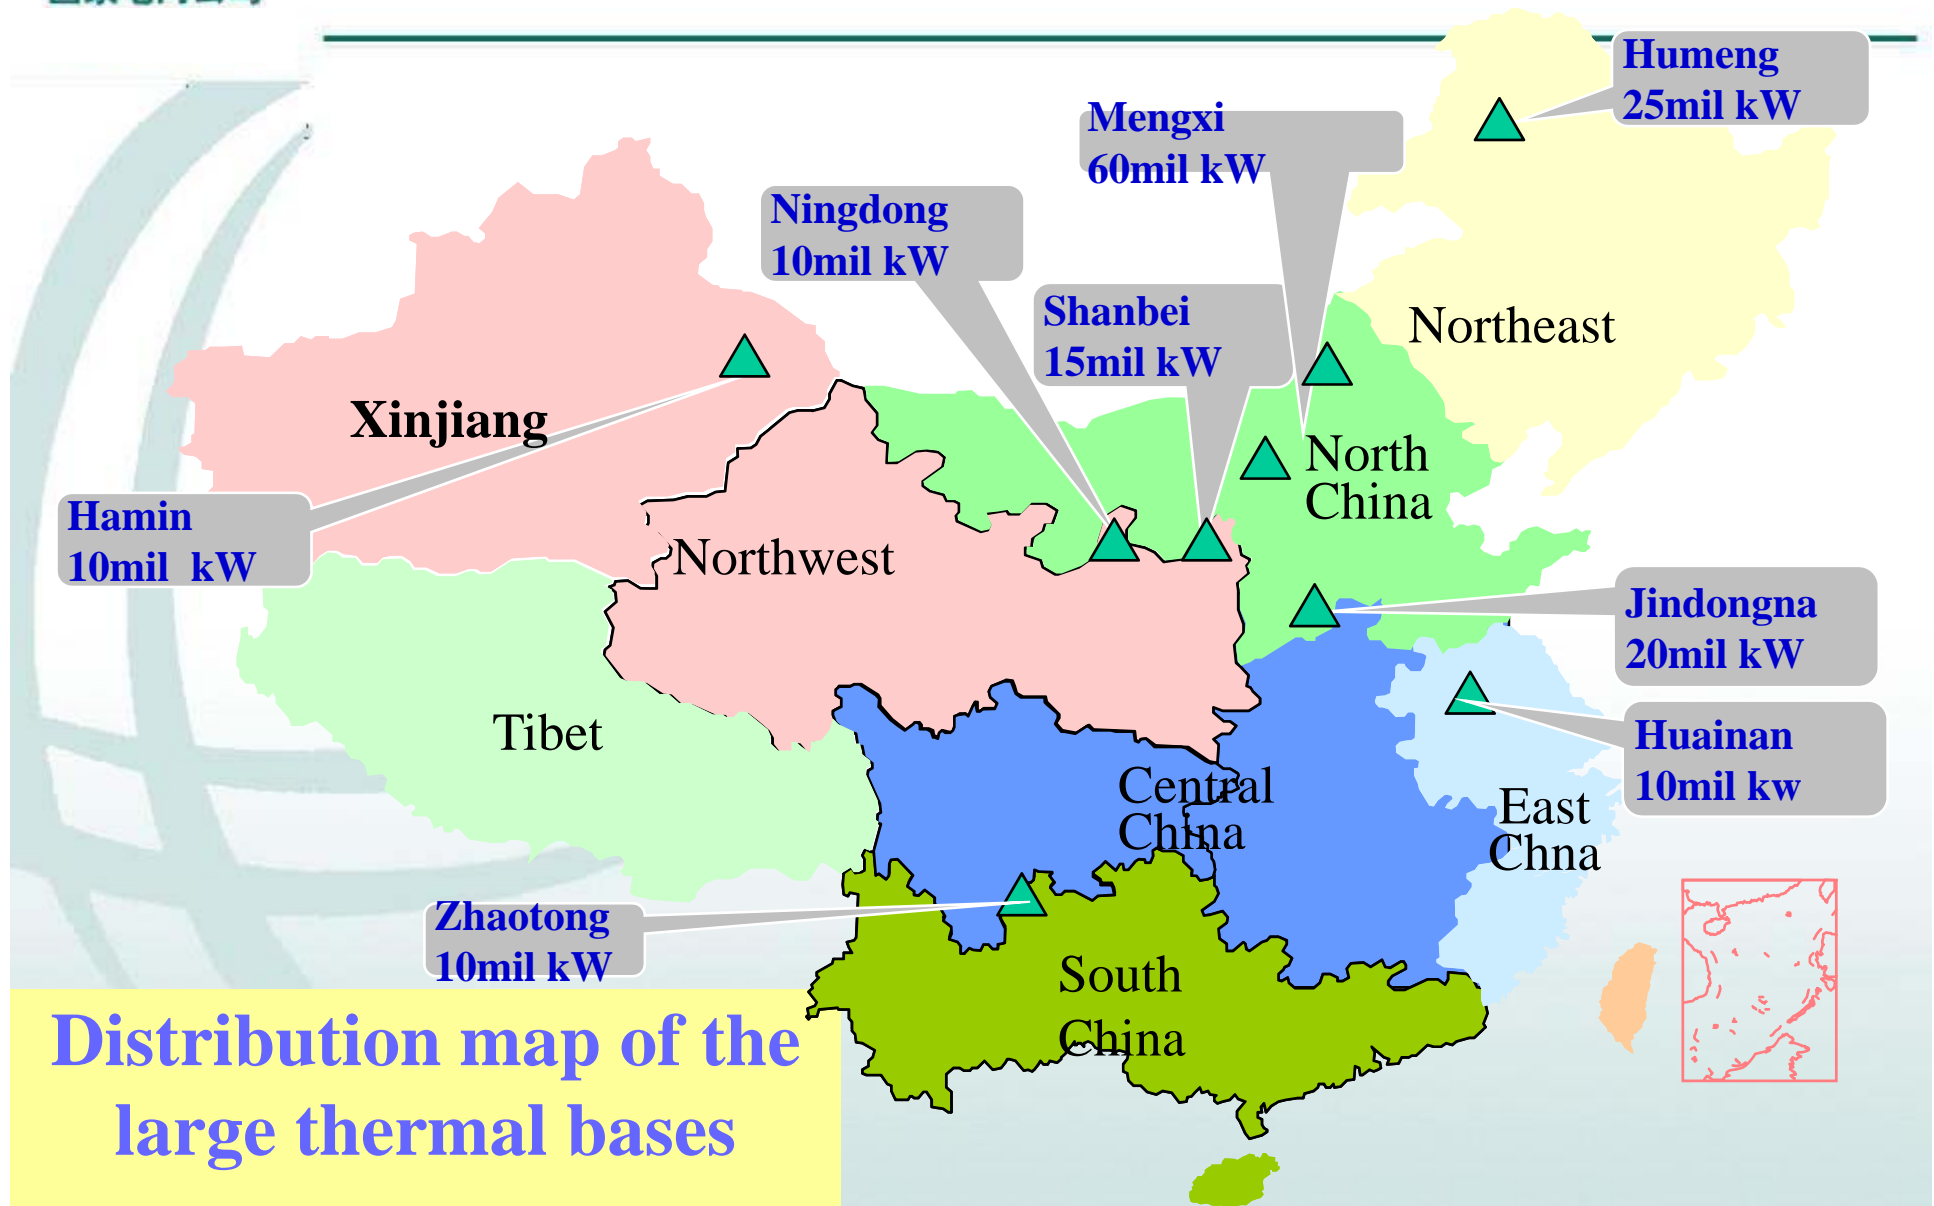 Humeng
25mil kW
Mengxi
60mil kW
Ningdong
10mil kW
Shanbei
15mil kW
Northeast
Xinjiang
North
China
Hamin
10mil  kW
Northwest
Jindongna
20mil kW
Tibet
Huainan
10mil kw
Central
China
East
Chna
Zhaotong
10mil kW
South
China
Distribution map of the
large thermal bases